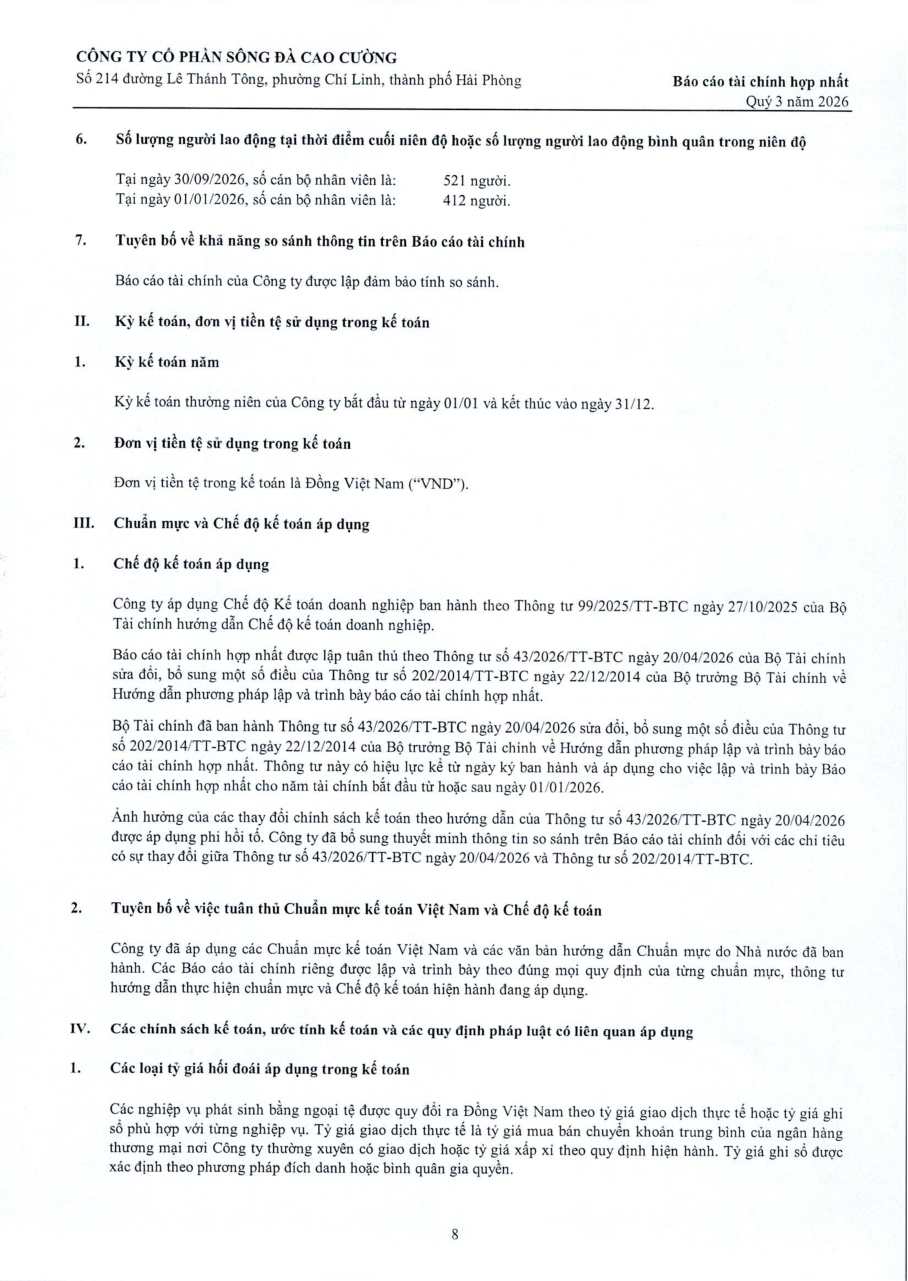 CÔNG TY CỔ PHẦN SÔNG ĐÀ CAO CƯỜNG
Số 214 đường Lê Thánh Tông, phường Chí Linh, thành phố Hải Phòng
Báo cáo tài chính hợp nhất
Quý 3 năm 2026
6. Số lượng người lao động tại thời điểm cuối niên độ hoặc số lượng người lao động bình quân trong niên độ
Tại ngày 30/09/2026, số cán bộ nhân viên là: 521 người.
Tại ngày 01/01/2026, số cán bộ nhân viên là: 412 người.
7. Tuyên bố về khả năng so sánh thông tin trên Báo cáo tài chính
Báo cáo tài chính của Công ty được lập đảm bảo tính so sánh.
II. Kỳ kế toán, đơn vị tiền tệ sử dụng trong kế toán
1. Kỳ kế toán năm
Kỳ kế toán thường niên của Công ty bắt đầu từ ngày 01/01 và kết thúc vào ngày 31/12.
2. Đơn vị tiền tệ sử dụng trong kế toán
Đơn vị tiền tệ trong kế toán là Đồng Việt Nam (“VND”).
III. Chuẩn mực và Chế độ kế toán áp dụng
1. Chế độ kế toán áp dụng
Công ty áp dụng Chế độ Kế toán doanh nghiệp ban hành theo Thông tư 99/2025/TT-BTC ngày 27/10/2025 của Bộ
Tài chính hướng dẫn Chế độ kế toán doanh nghiệp.
Báo cáo tài chính hợp nhất được lập tuân thủ theo Thông tư số 43/2026/TT-BTC ngày 20/04/2026 của Bộ Tài chính
sửa đổi, bổ sung một số điều của Thông tư số 202/2014/TT-BTC ngày 22/12/2014 của Bộ trưởng Bộ Tài chính về
Hướng dẫn phương pháp lập và trình bày báo cáo tài chính hợp nhất.
Bộ Tài chính đã ban hành Thông tư số 43/2026/TT-BTC ngày 20/04/2026 sửa đổi, bổ sung một số điều của Thông tư
số 202/2014/TT-BTC ngày 22/12/2014 của Bộ trưởng Bộ Tài chính về Hướng dẫn phương pháp lập và trình bày báo
cáo tài chính hợp nhất. Thông tư này có hiệu lực kể từ ngày ký ban hành và áp dụng cho việc lập và trình bày Báo
cáo tài chính hợp nhất cho năm tài chính bắt đầu từ hoặc sau ngày 01/01/2026.
Ảnh hưởng của các thay đổi chính sách kế toán theo hướng dẫn của Thông tư số 43/2026/TT-BTC ngày 20/04/2026
được áp dụng phi hồi tố. Công ty đã bổ sung thuyết minh thông tin so sánh trên Báo cáo tài chính đối với các chỉ tiêu
có sự thay đổi giữa Thông tư số 43/2026/TT-BTC ngày 20/04/2026 và Thông tư số 202/2014/TT-BTC.
2. Tuyên bố về việc tuân thủ Chuẩn mực kế toán Việt Nam và Chế độ kế toán
Công ty đã áp dụng các Chuẩn mực kế toán Việt Nam và các văn bản hướng dẫn Chuẩn mực do Nhà nước đã ban
hành. Các Báo cáo tài chính riêng được lập và trình bày theo đúng mọi quy định của từng chuẩn mực, thông tư
hướng dẫn thực hiện chuẩn mực và Chế độ kế toán hiện hành đang áp dụng.
IV. Các chính sách kế toán, ước tính kế toán và các quy định pháp luật có liên quan áp dụng
1. Các loại tỷ giá hối đoái áp dụng trong kế toán
Các nghiệp vụ phát sinh bằng ngoại tệ được quy đổi ra Đồng Việt Nam theo tỷ giá giao dịch thực tế hoặc tỷ giá ghi
sổ phù hợp với từng nghiệp vụ. Tỷ giá giao dịch thực tế là tỷ giá mua bán chuyển khoản trung bình của ngân hàng
thương mại nơi Công ty thường xuyên có giao dịch hoặc tỷ giá xấp xỉ theo quy định hiện hành. Tỷ giá ghi sổ được
xác định theo phương pháp đích danh hoặc bình quân gia quyền.
8